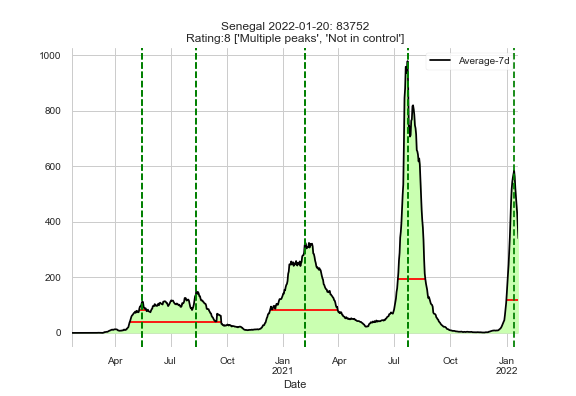 Senegal 2022-01-20: 83752
Rating:8 ['Multiple peaks', 'Not in control']
Average-7d
1000
800
600
400
200
0
Apr Jul Oct Jan Apr Jul Oct Jan
2021 2022
Date